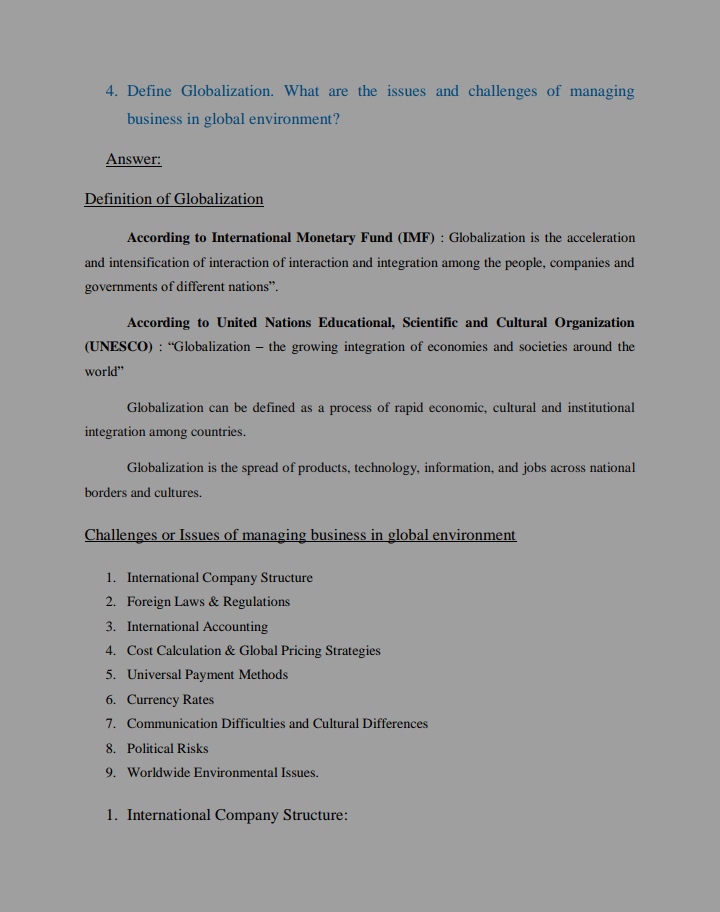 4. Define Globalization. What are the issues and challenges of managing
business in global environment?
Answer:
Definition of Globalization
According to International Monetary Fund (IMF) : Globalization is the acceleration
and intensification of interaction of interaction and integration among the people, companies and
governments of different nations”.
According to United Nations Educational, Scientific and Cultural Organization
(UNESCO) : “Globalization – the growing integration of economies and societies around the
world”
Globalization can be defined as a process of rapid economic, cultural and institutional
integration among countries.
Globalization is the spread of products, technology, information, and jobs across national
borders and cultures.
Challenges or Issues of managing business in global environment
1. International Company Structure
2. Foreign Laws & Regulations
3. International Accounting
4. Cost Calculation & Global Pricing Strategies
5. Universal Payment Methods
6. Currency Rates
7. Communication Difficulties and Cultural Differences
8. Political Risks
9. Worldwide Environmental Issues.
1. International Company Structure: